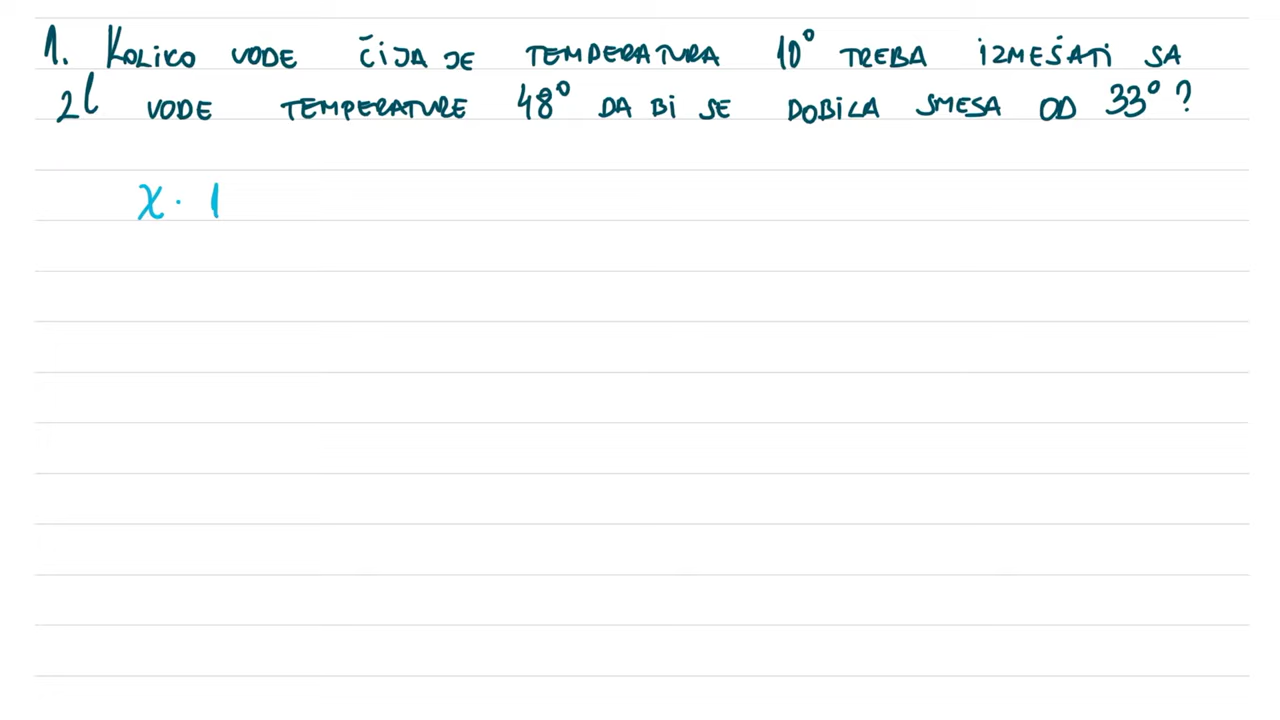 1. KOLIKO VODE ČIJA JE TEMPERATURA 10° TREBA IZMEŠATI SA
2l VODE TEMPERATURE 48° DA BI SE DOBILA SMESA OD 33°?
x · 1